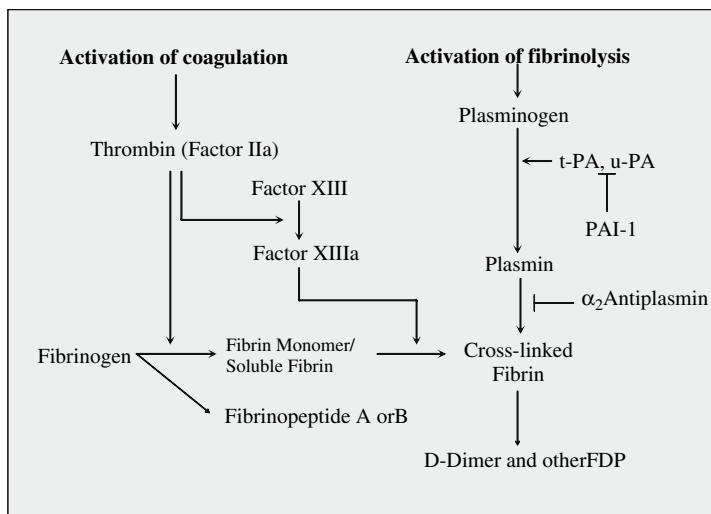 Activation of coagulation
Activation of fibrinolysis
Plasminogen
Thrombin (Factor IIa)
t-PA, u-PA
Factor XIII
PAI-1
Factor XIIIa
Plasmin
α₂Antiplasmin
Fibrinogen
Fibrin Monomer/
Soluble Fibrin
Cross-linked
Fibrin
Fibrinopeptide A orB
D-Dimer and otherFDP